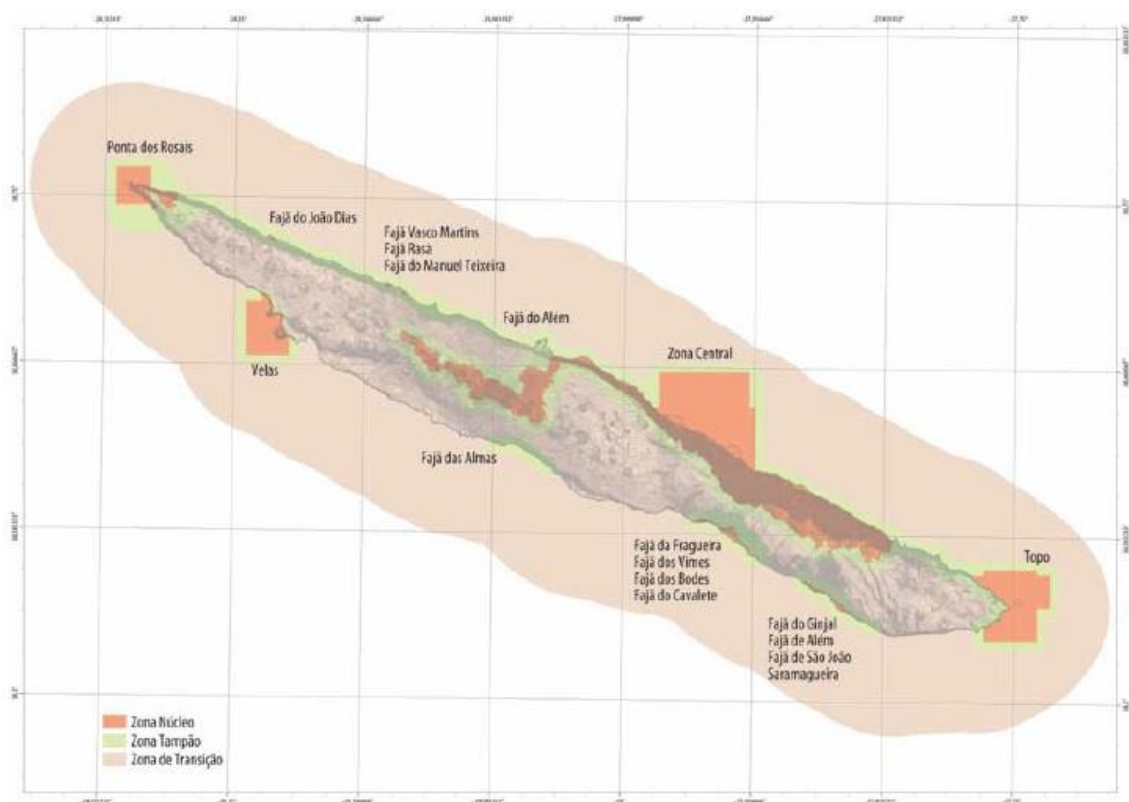 Ponta dos Rosais
Fajã do João Dias
Fajã Vasco Martins
Fajã Rasa
Fajã do Manuel Teixeira
Fajã do Além
Zona Central
Velas
Fajã das Almas
Fajã da Fragueira
Fajã dos Vimes
Fajã dos Bodes
Fajã do Cavalete
Topo
Fajã do Ginjal
Fajã de Além
Fajã de São João
Saramagueira
Zona Núcleo
Zona Tampão
Zona de Transição